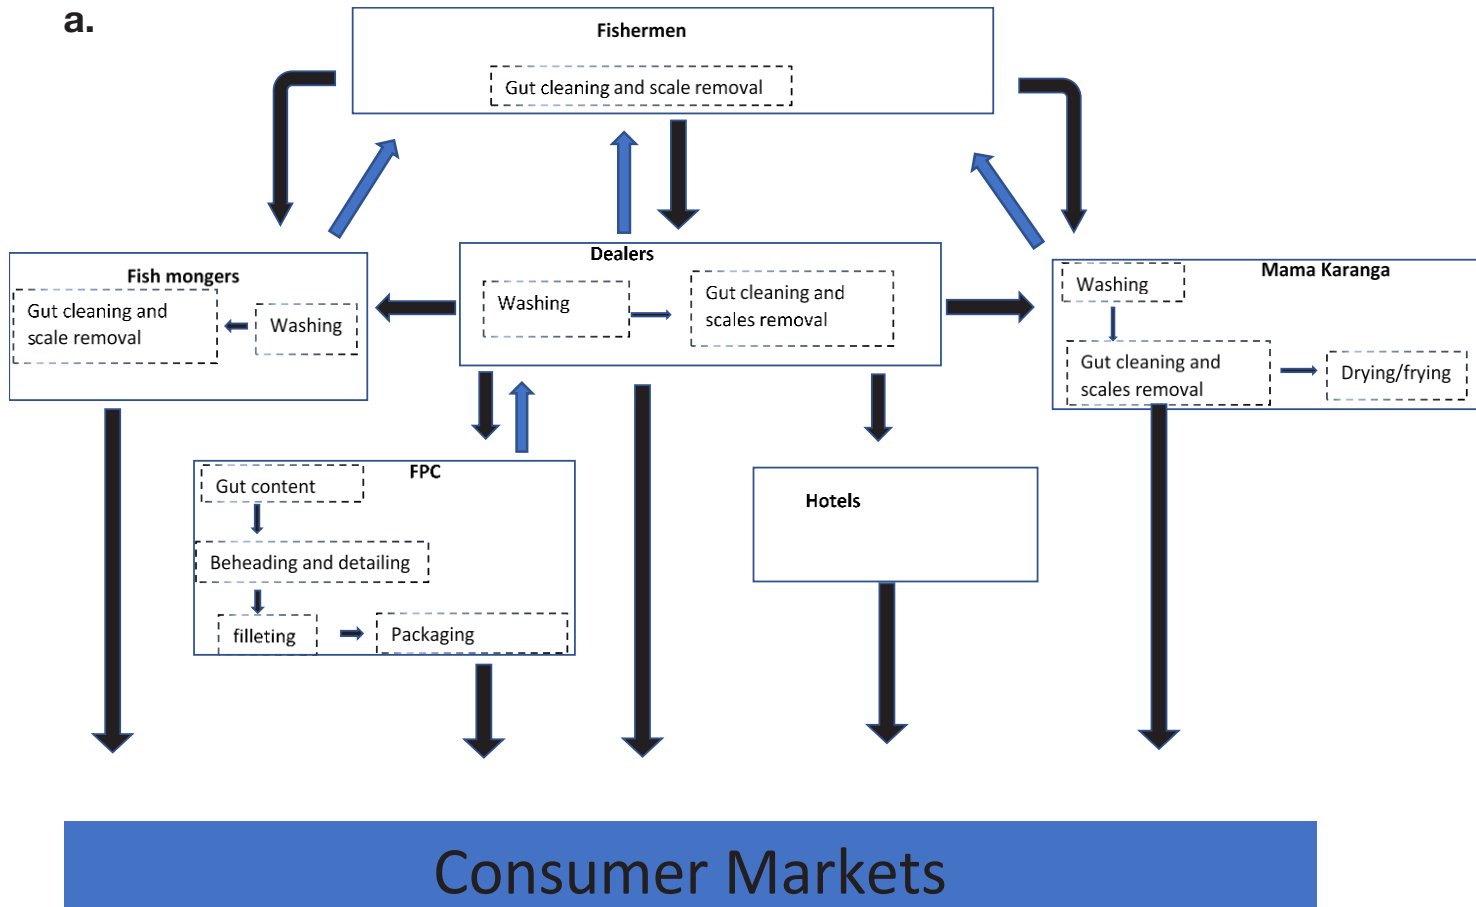 a.
Fishermen
Gut cleaning and scale removal
Fish mongers
Gut cleaning and
scale removal
Washing
Dealers
Washing
Gut cleaning and
scales removal
Mama Karanga
Washing
Gut cleaning and
scales removal
Drying/frying
FPC
Gut content
Beheading and detailing
filleting
Packaging
Hotels
Consumer Markets